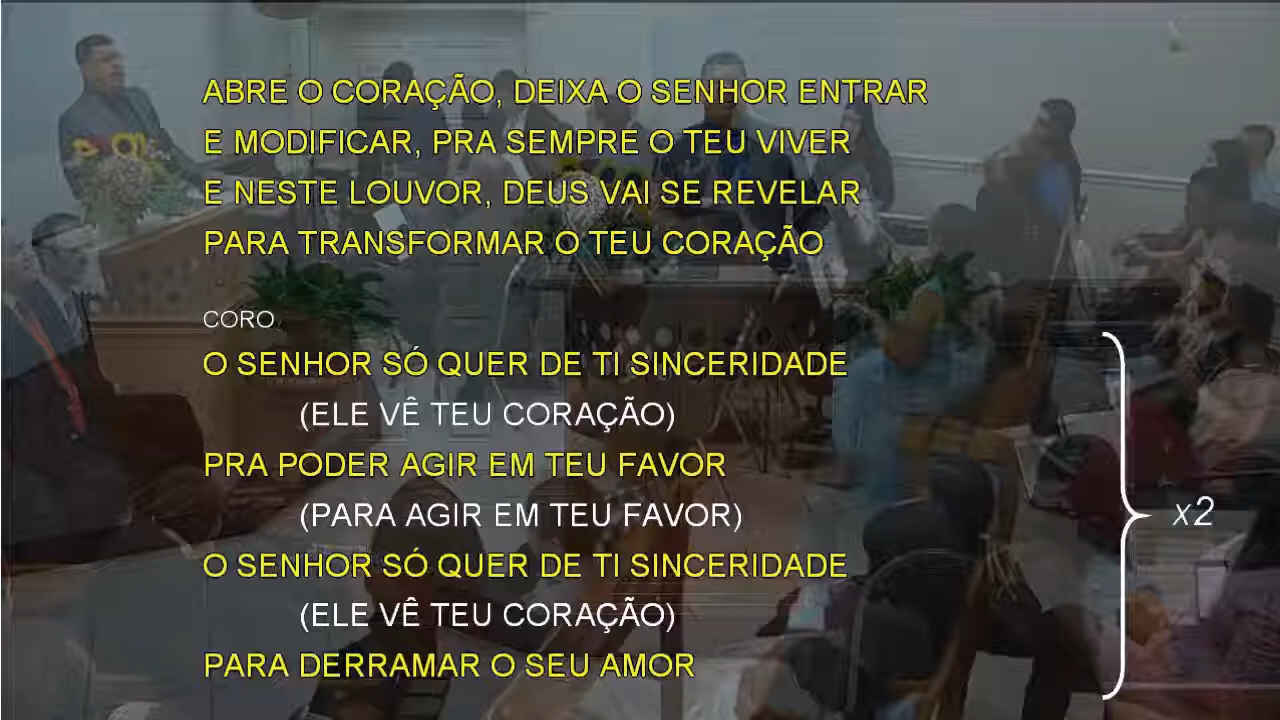 ABRE O CORAÇÃO, DEIXA O SENHOR ENTRAR
E MODIFICAR, PRA SEMPRE O TEU VIVER
E NESTE LOUVOR, DEUS VAI SE REVELAR
PARA TRANSFORMAR O TEU CORAÇÃO
CORO
O SENHOR SÓ QUER DE TI SINCERIDADE
(ELE VÊ TEU CORAÇÃO)
PRA PODER AGIR EM TEU FAVOR
(PARA AGIR EM TEU FAVOR)
x2
O SENHOR SÓ QUER DE TI SINCERIDADE
(ELE VÊ TEU CORAÇÃO)
PARA DERRAMAR O SEU AMOR